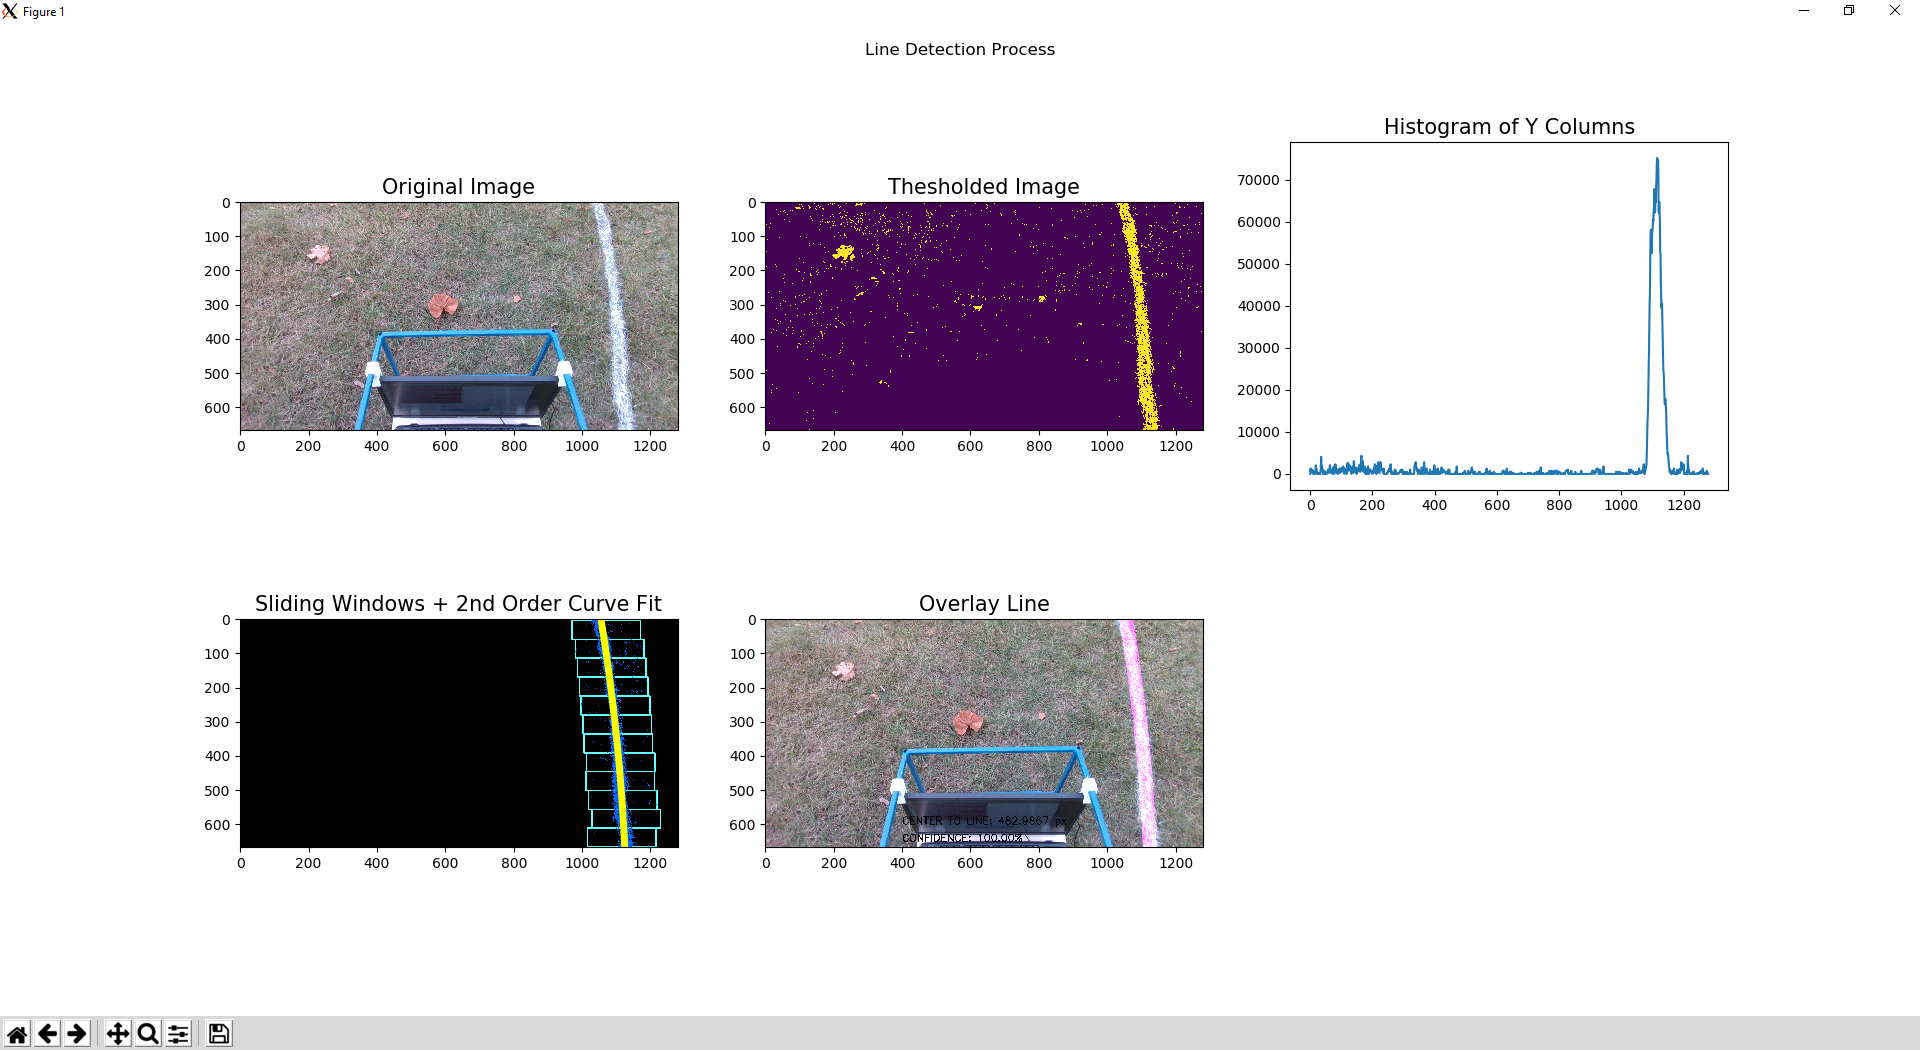 Figure 1
Line Detection Process
Original Image
0
100
200
300
400
500
600
0 200 400 600 800 1000 1200
Thesholded Image
0
100
200
300
400
500
600
0 200 400 600 800 1000 1200
Histogram of Y Columns
70000
60000
50000
40000
30000
20000
10000
0
0 200 400 600 800 1000 1200
Sliding Windows + 2nd Order Curve Fit
0
100
200
300
400
500
600
0 200 400 600 800 1000 1200
Overlay Line
0
100
200
300
400
500
600
CENTER TO LINE: 482.9867 px
CONFIDENCE: 100.00%
0 200 400 600 800 1000 1200